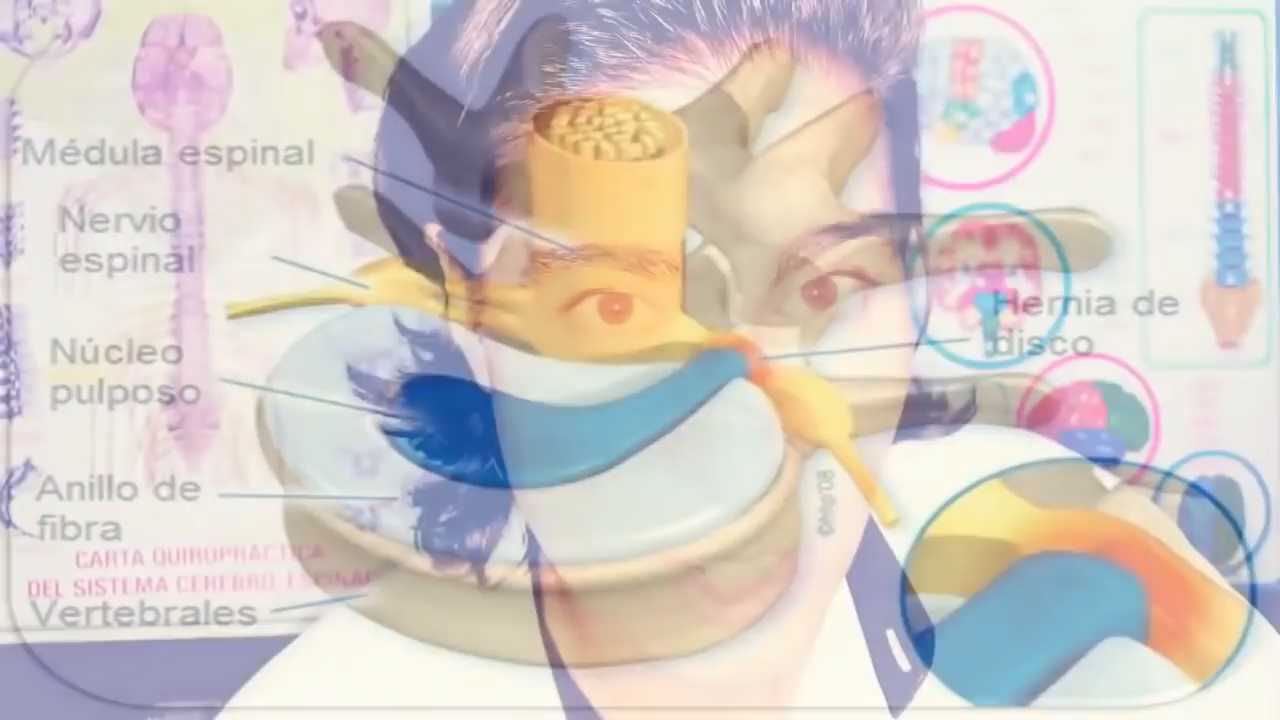 Médula espinal
Nervio
espinal
Núcleo
pulposo
Hernia de
disco
Anillo de
fibra
CARTA QUIROPRACTICA
DEL SISTEMA CEREBRO ESPINAL
Vertebrales